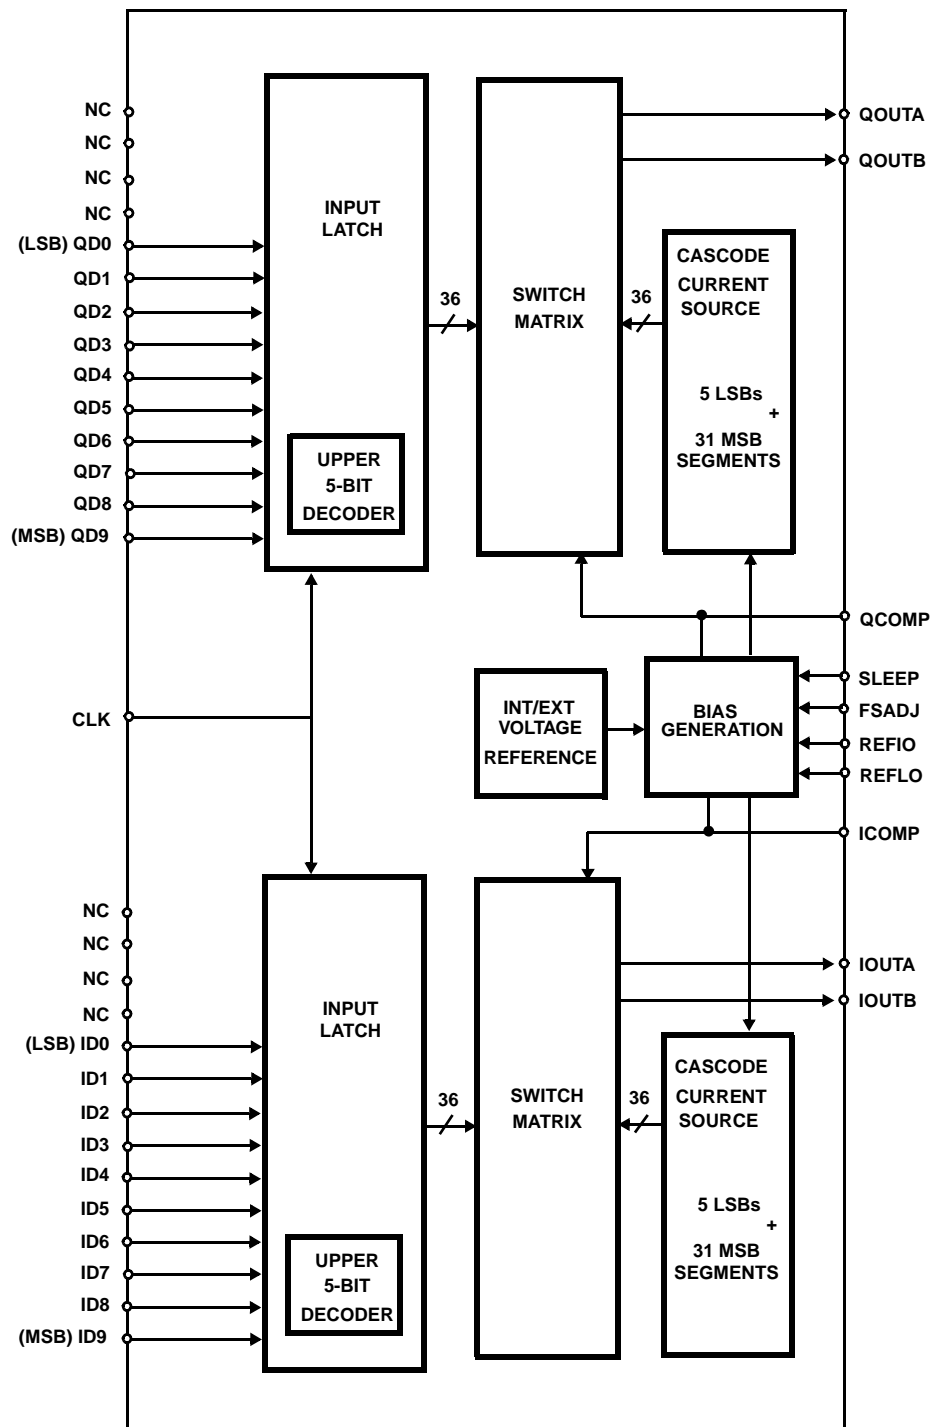 NC
NC
NC
NC
(LSB) QD0
QD1
QD2
QD3
QD4
QD5
QD6
QD7
QD8
(MSB) QD9
INPUT
LATCH
UPPER
5-BIT
DECODER
36
SWITCH
MATRIX
36
CASCODE
CURRENT
SOURCE
5 LSBs
+
31 MSB
SEGMENTS
QOUTA
QOUTB
QCOMP
CLK
INT/EXT
VOLTAGE
REFERENCE
BIAS
GENERATION
SLEEP
FSADJ
REFIO
REFLO
ICOMP
NC
NC
NC
NC
(LSB) ID0
ID1
ID2
ID3
ID4
ID5
ID6
ID7
ID8
(MSB) ID9
INPUT
LATCH
UPPER
5-BIT
DECODER
36
SWITCH
MATRIX
36
CASCODE
CURRENT
SOURCE
5 LSBs
+
31 MSB
SEGMENTS
IOUTA
IOUTB